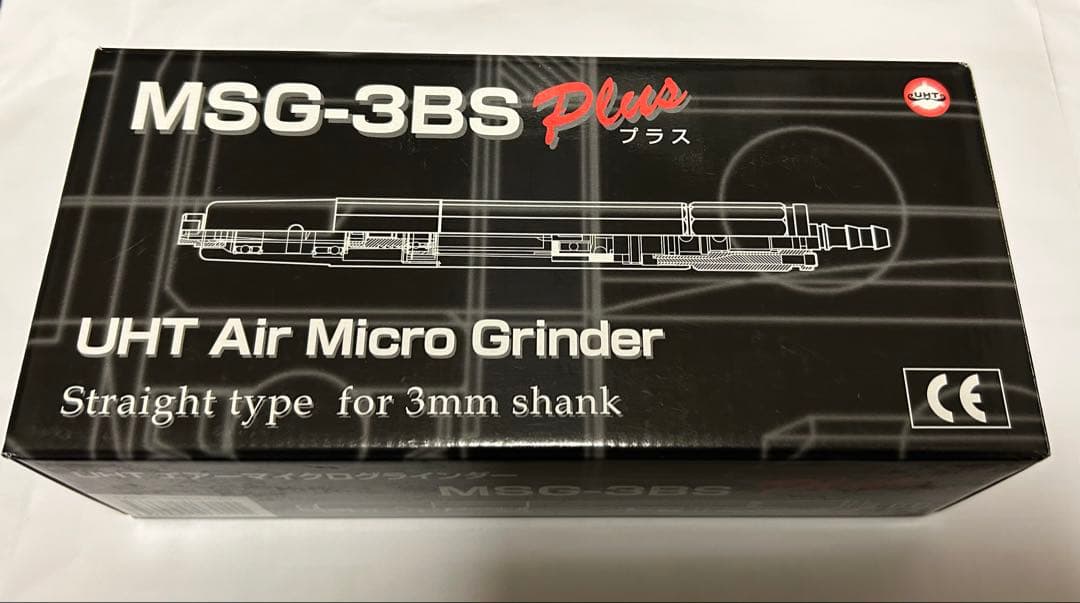 MSG-3BS Plus
プラス
UHT
UHT Air Micro Grinder
Straight type for 3mm shank
CE
UHT エアーマイクログラインダー
MSG-3BS